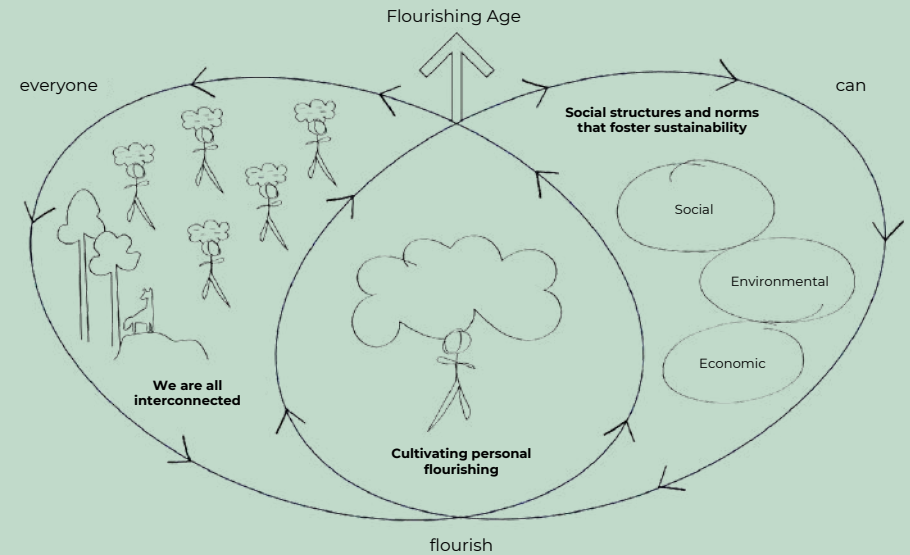 Flourishing Age
everyone
can
Social structures and norms
that foster sustainability
Social
Environmental
Economic
We are all
interconnected
Cultivating personal
flourishing
flourish